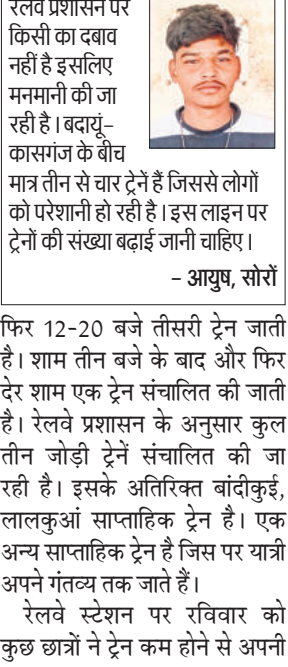 रेलवे प्रशासन पर
किसी का दबाव
नहीं है इसलिए
मनमानी की जा
रही है। बदायूं-
कासगंज के बीच
मात्र तीन से चार ट्रेनें हैं जिससे लोगों
को परेशानी हो रही है। इस लाइन पर
ट्रेनों की संख्या बढ़ाई जानी चाहिए।
– आयुष, सोरों
फिर 12-20 बजे तीसरी ट्रेन जाती
है। शाम तीन बजे के बाद और फिर
देर शाम एक ट्रेन संचालित की जाती
है। रेलवे प्रशासन के अनुसार कुल
तीन जोड़ी ट्रेनें संचालित की जा
रही है। इसके अतिरिक्त बांदीकुई,
लालकुआं साप्ताहिक ट्रेन है। एक
अन्य साप्ताहिक ट्रेन है जिस पर यात्री
अपने गंतव्य तक जाते हैं।
रेलवे स्टेशन पर रविवार को
कुछ छात्रों ने ट्रेन कम होने से अपनी